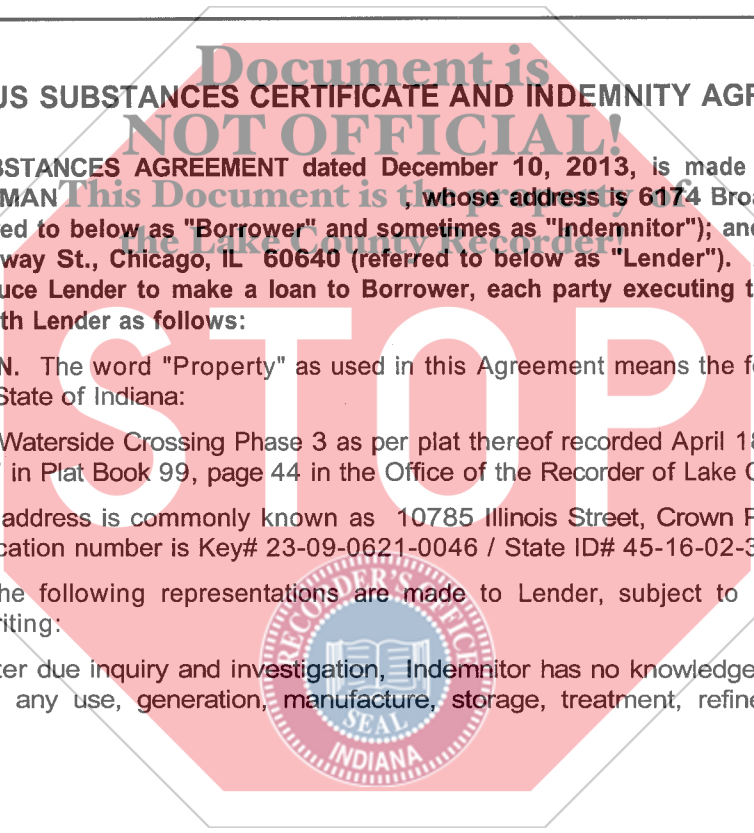 Document is
US SUBSTANCES CERTIFICATE AND INDEMNITY AGR
NOT OFFICIAL!
BSTANCES AGREEMENT dated December 10, 2013, is made
MAN , whose address is 6174 Broa
This Document is the property of
red to below as "Borrower" and sometimes as "Indemnitor"); and
the Lake County Recorder!
way St., Chicago, IL 60640 (referred to below as "Lender").
uce Lender to make a loan to Borrower, each party executing t
th Lender as follows:
STOP
N. The word "Property" as used in this Agreement means the f
State of Indiana:
Waterside Crossing Phase 3 as per plat thereof recorded April 18
in Plat Book 99, page 44 in the Office of the Recorder of Lake C
address is commonly known as 10785 Illinois Street, Crown P
cation number is Key# 23-09-0621-0046 / State ID# 45-16-02-3
he following representations are made to Lender, subject to
riting:
ter due inquiry and investigation, Indemnitor has no knowledge
any use, generation, manufacture, storage, treatment, refine
RECORDER'S OFFICE
SEAL
INDIANA